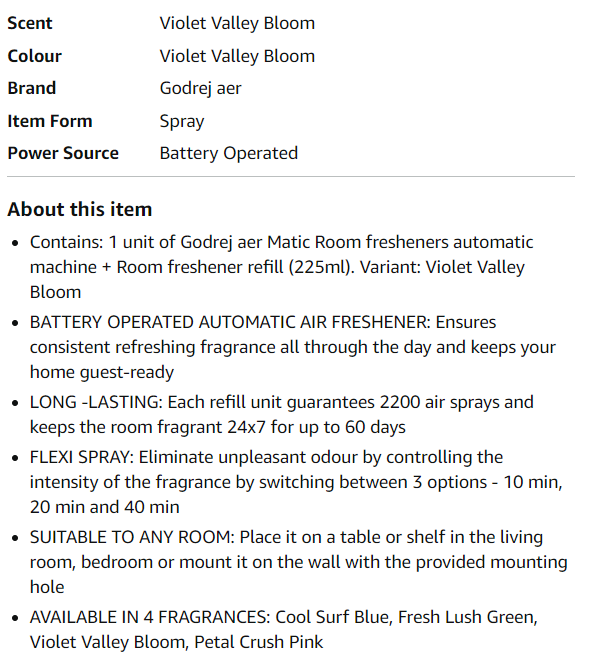 Scent Violet Valley Bloom
Colour Violet Valley Bloom
Brand Godrej aer
Item Form Spray
Power Source Battery Operated
About this item
• Contains: 1 unit of Godrej aer Matic Room fresheners automatic
machine + Room freshener refill (225ml). Variant: Violet Valley
Bloom
• BATTERY OPERATED AUTOMATIC AIR FRESHENER: Ensures
consistent refreshing fragrance all through the day and keeps your
home guest-ready
• LONG -LASTING: Each refill unit guarantees 2200 air sprays and
keeps the room fragrant 24x7 for up to 60 days
• FLEXI SPRAY: Eliminate unpleasant odour by controlling the
intensity of the fragrance by switching between 3 options - 10 min,
20 min and 40 min
• SUITABLE TO ANY ROOM: Place it on a table or shelf in the living
room, bedroom or mount it on the wall with the provided mounting
hole
• AVAILABLE IN 4 FRAGRANCES: Cool Surf Blue, Fresh Lush Green,
Violet Valley Bloom, Petal Crush Pink